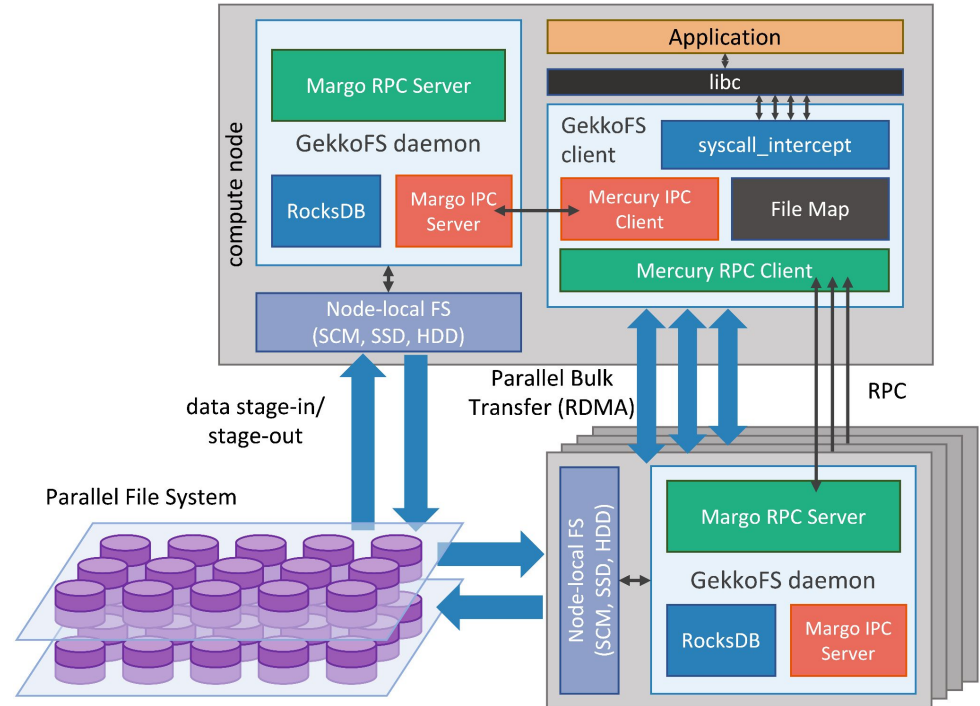 compute node
Margo RPC Server
GekkoFS daemon
RocksDB
Margo IPC
Server
Node-local FS
(SCM, SSD, HDD)
Application
libc
GekkoFS
client
syscall_intercept
Mercury IPC
Client
File Map
Mercury RPC Client
data stage-in/
stage-out
Parallel Bulk
Transfer (RDMA)
RPC
Parallel File System
Node-local FS
(SCM, SSD, HDD)
Margo RPC Server
GekkoFS daemon
RocksDB
Margo IPC
Server